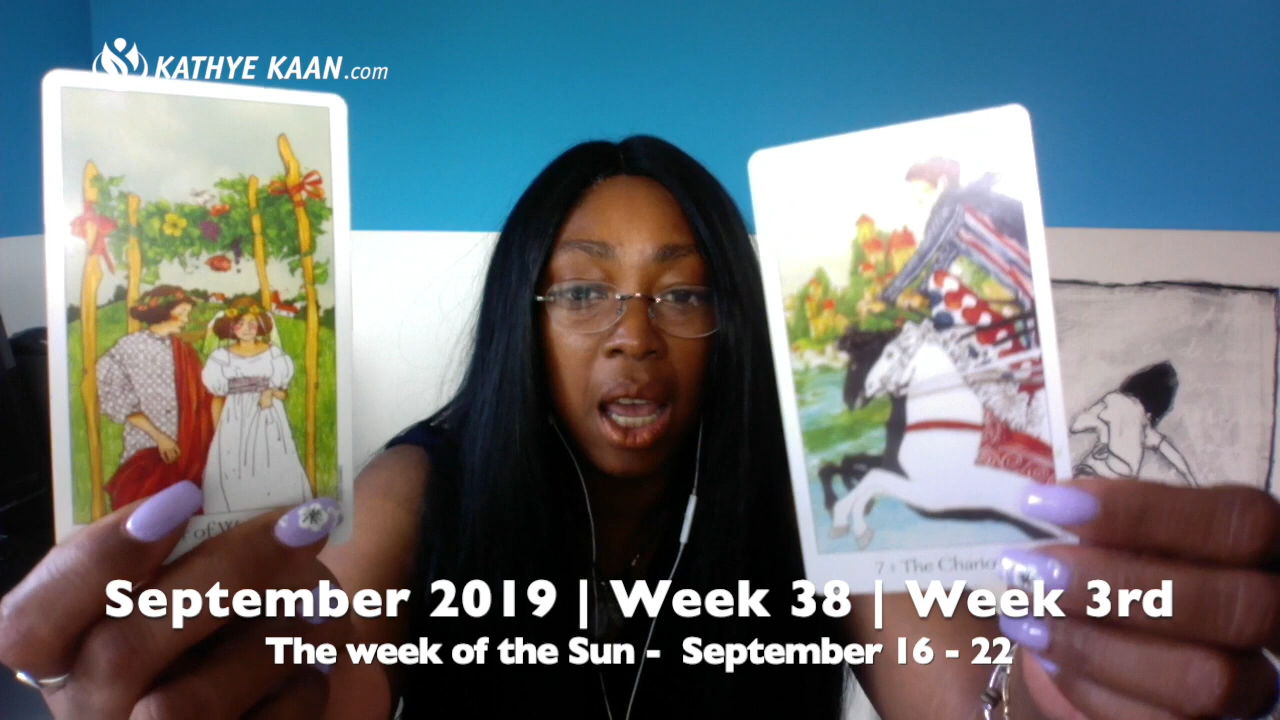 KATHYE KAAN.com
of
7 The
September 2019 | Week 38 | Week 3rd
The week of the Sun - September 16 - 22